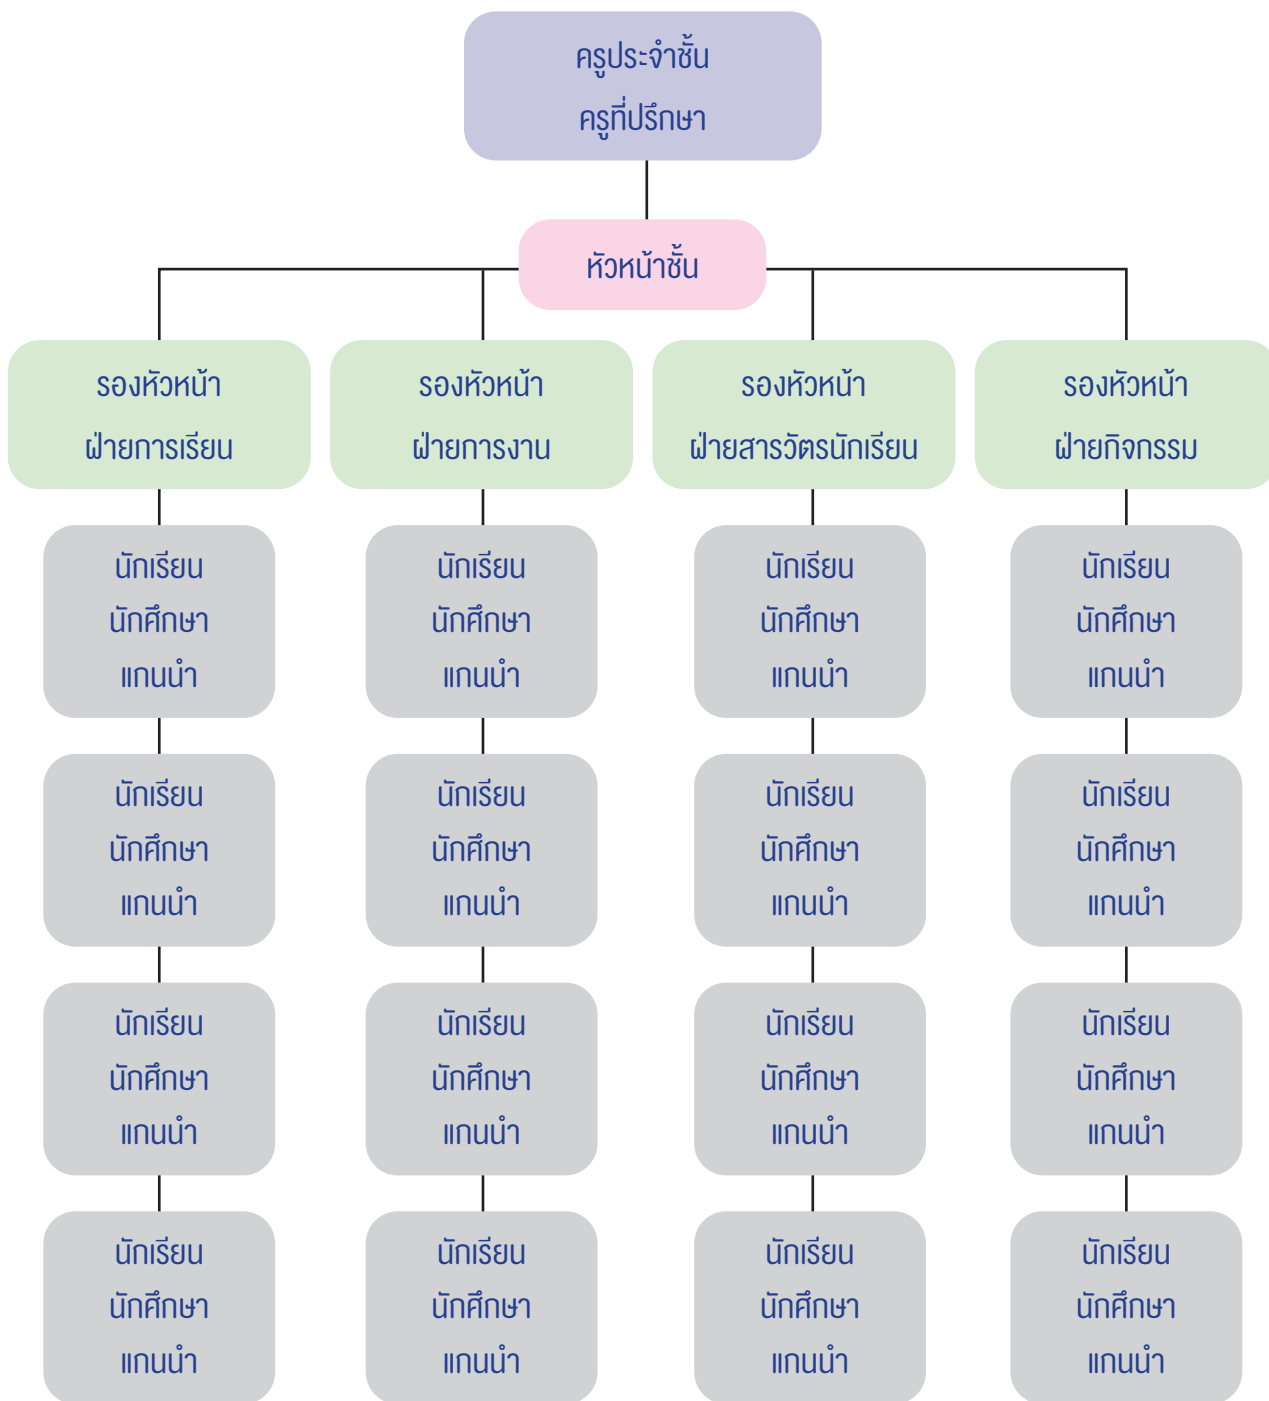 ครูประจำชั้น
ครูที่ปรึกษา
หัวหน้าชั้น
รองหัวหน้า
ฝ่ายการเรียน
รองหัวหน้า
ฝ่ายการงาน
รองหัวหน้า
ฝ่ายสารวัตรนักเรียน
รองหัวหน้า
ฝ่ายกิจกรรม
นักเรียน
นักศึกษา
แกนนำ
นักเรียน
นักศึกษา
แกนนำ
นักเรียน
นักศึกษา
แกนนำ
นักเรียน
นักศึกษา
แกนนำ
นักเรียน
นักศึกษา
แกนนำ
นักเรียน
นักศึกษา
แกนนำ
นักเรียน
นักศึกษา
แกนนำ
นักเรียน
นักศึกษา
แกนนำ
นักเรียน
นักศึกษา
แกนนำ
นักเรียน
นักศึกษา
แกนนำ
นักเรียน
นักศึกษา
แกนนำ
นักเรียน
นักศึกษา
แกนนำ
นักเรียน
นักศึกษา
แกนนำ
นักเรียน
นักศึกษา
แกนนำ
นักเรียน
นักศึกษา
แกนนำ
นักเรียน
นักศึกษา
แกนนำ